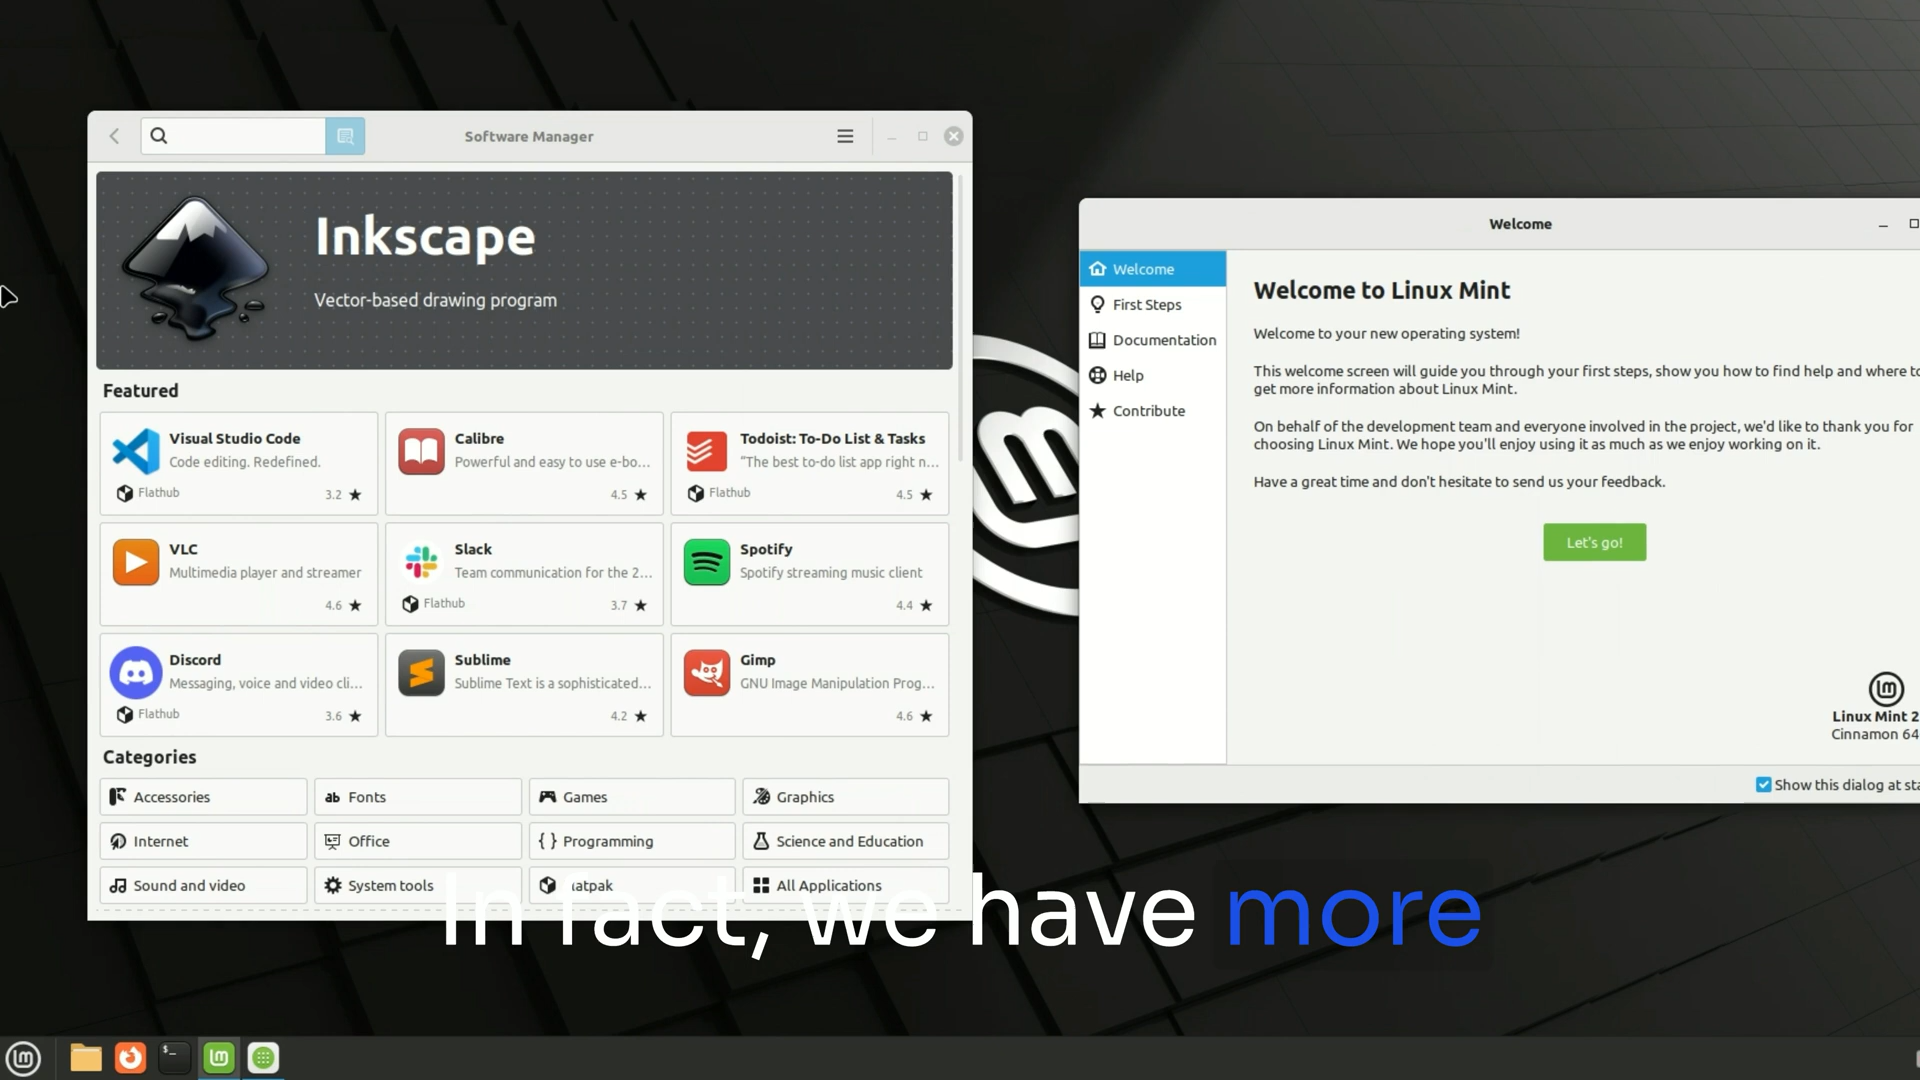 Software Manager
Inkscape
Vector-based drawing program
Featured
Visual Studio Code
Code editing. Redefined.
Flathub
3.2 ★
Calibre
Powerful and easy to use e-bo...
4.5 ★
Todoist: To-Do List & Tasks
"The best to-do list app right n...
Flathub
4.5 ★
VLC
Multimedia player and streamer
4.6 ★
Slack
Team communication for the 2...
Flathub
3.7 ★
Spotify
Spotify streaming music client
4.4 ★
Discord
Messaging, voice and video cli...
Flathub
3.6 ★
Sublime
Sublime Text is a sophisticated...
4.2 ★
Gimp
GNU Image Manipulation Prog...
4.6 ★
Categories
Accessories
ab Fonts
Games
Graphics
Internet
Office
{ } Programming
Science and Education
Sound and video
System tools
atpak
All Applications
Welcome
Welcome
First Steps
Documentation
Help
Contribute
Welcome to Linux Mint
Welcome to your new operating system!
This welcome screen will guide you through your first steps, show you how to find help and where to
get more information about Linux Mint.
On behalf of the development team and everyone involved in the project, we'd like to thank you for
choosing Linux Mint. We hope you'll enjoy using it as much as we enjoy working on it.
Have a great time and don't hesitate to send us your feedback.
Let's go!
Linux Mint 2
Cinnamon 64
Show this dialog at sta
In fact, we have more
$_